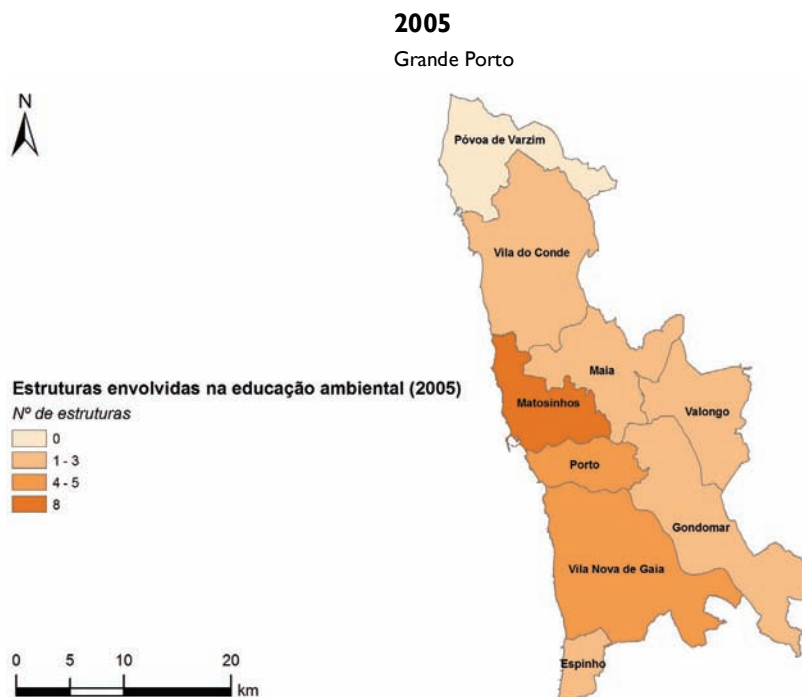 2005
Grande Porto
N
Póvoa de Varzim
Vila do Conde
Maia
Matosinhos
Valongo
Porto
Gondomar
Vila Nova de Gaia
Espinho
Estruturas envolvidas na educação ambiental (2005)
Nº de estruturas
0
1 - 3
4 - 5
8
0 5 10 20
km